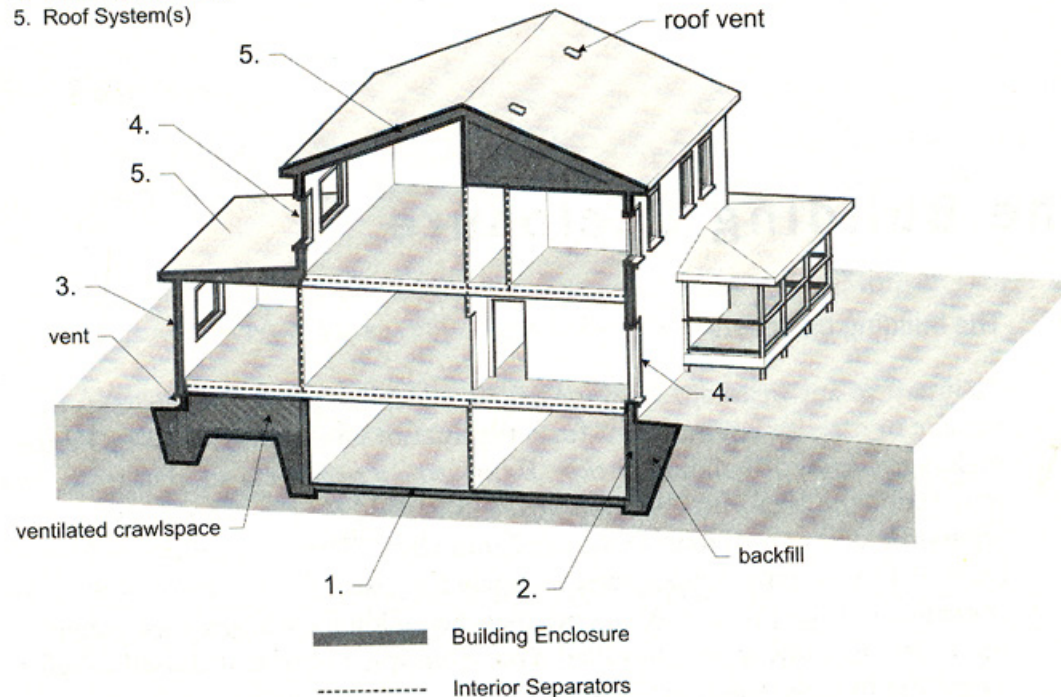 5. Roof System(s)
roof vent
5.
4.
5.
3.
vent
4.
ventilated crawlspace
backfill
1.
2.
Building Enclosure
Interior Separators